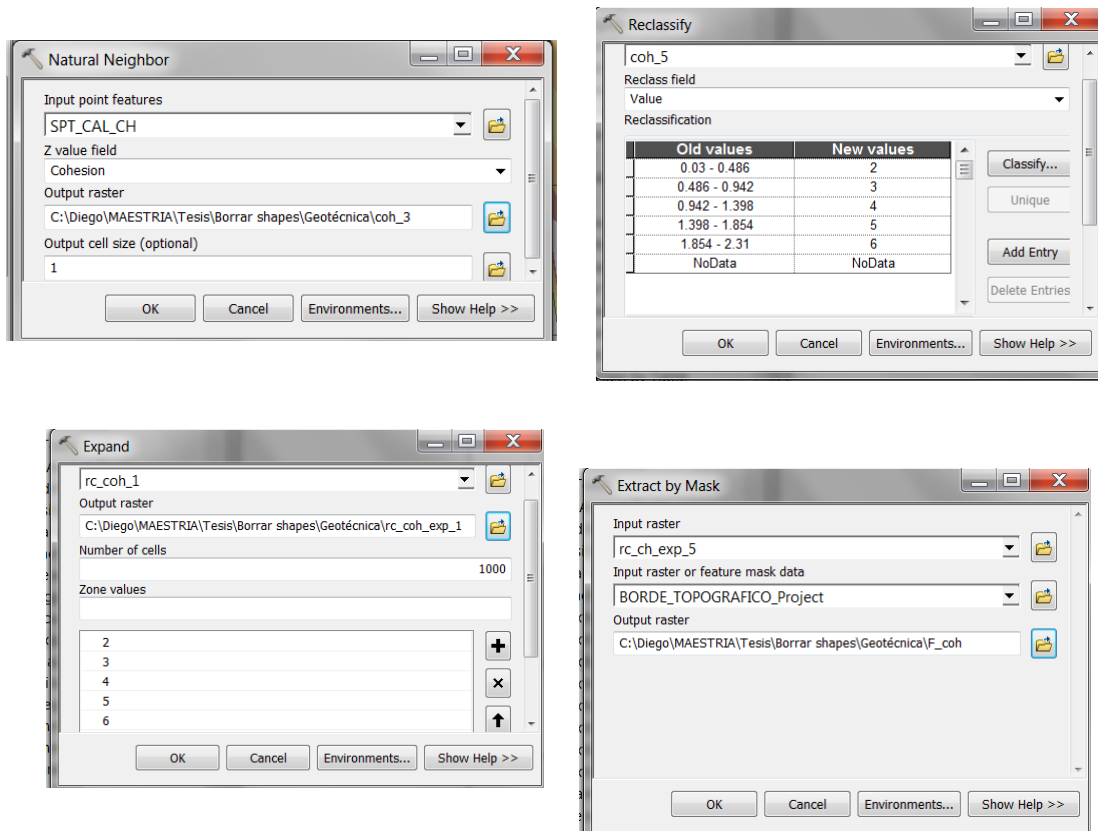 Natural Neighbor
Input point features
SPT_CAL_CH
Z value field
Cohesion
Output raster
C:\Diego\MAESTRIA\Tesis\Borrar shapes\Geotécnica\coh_3
Output cell size (optional)
1
OK Cancel Environments... Show Help >>
Reclassify
coh_5
Reclass field
Value
Reclassification
Old values New values
0.03 - 0.486 2
0.486 - 0.942 3
0.942 - 1.398 4
1.398 - 1.854 5
1.854 - 2.31 6
NoData NoData
Classify...
Unique
Add Entry
Delete Entries
OK Cancel Environments... Show Help >>
Expand
rc_coh_1
Output raster
C:\Diego\MAESTRIA\Tesis\Borrar shapes\Geotécnica\rc_coh_exp_1
Number of cells
1000
Zone values
2
3
4
5
6
OK Cancel Environments... Show Help >>
Extract by Mask
Input raster
rc_ch_exp_5
Input raster or feature mask data
BORDE_TOPOGRAFICO_Project
Output raster
C:\Diego\MAESTRIA\Tesis\Borrar shapes\Geotécnica\F_coh
OK Cancel Environments... Show Help >>